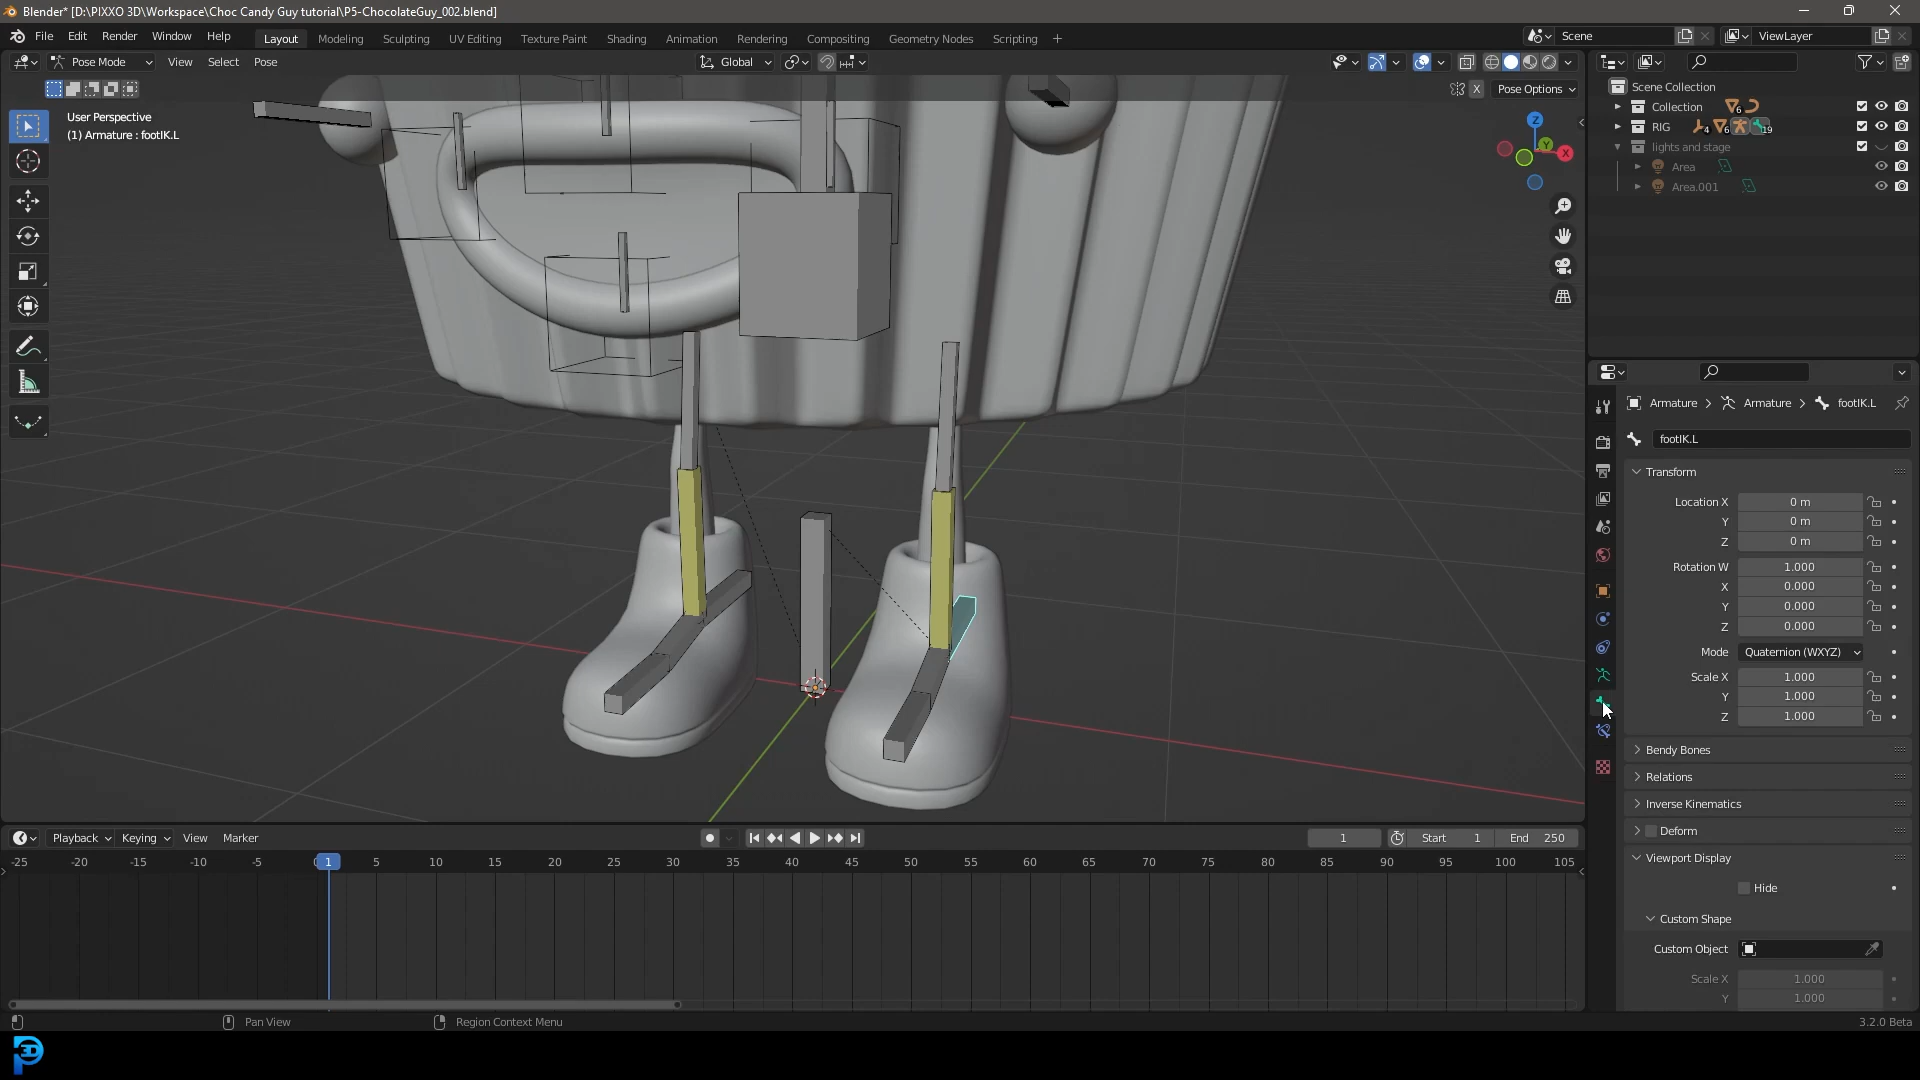 Blender* [D:\PIXXO 3D\Workspace\Choc Candy Guy tutorial\P5-ChocolateGuy_002.blend]
File Edit Render Window Help
Layout Modeling Sculpting UV Editing Texture Paint Shading Animation Rendering Compositing Geometry Nodes Scripting +
Scene
ViewLayer
Pose Mode View Select Pose
Global
X Pose Options
User Perspective
(1) Armature : footIK.L
Z
Y
X
Scene Collection
Collection 6
RIG 4 6 19
lights and stage
Area
Area.001
Armature > Armature > footIK.L
footIK.L
Transform
Location X 0 m
Y 0 m
Z 0 m
Rotation W 1.000
X 0.000
Y 0.000
Z 0.000
Mode Quaternion (WXYZ)
Scale X 1.000
Y 1.000
Z 1.000
Bendy Bones
Relations
Inverse Kinematics
Deform
Viewport Display
Hide
Custom Shape
Custom Object
Scale X 1.000
Y 1.000
Playback Keying View Marker
1 Start 1 End 250
-25 -20 -15 -10 -5 0 1 5 10 15 20 25 30 35 40 45 50 55 60 65 70 75 80 85 90 95 100 105
Pan View
Region Context Menu
3.2.0 Beta
3D